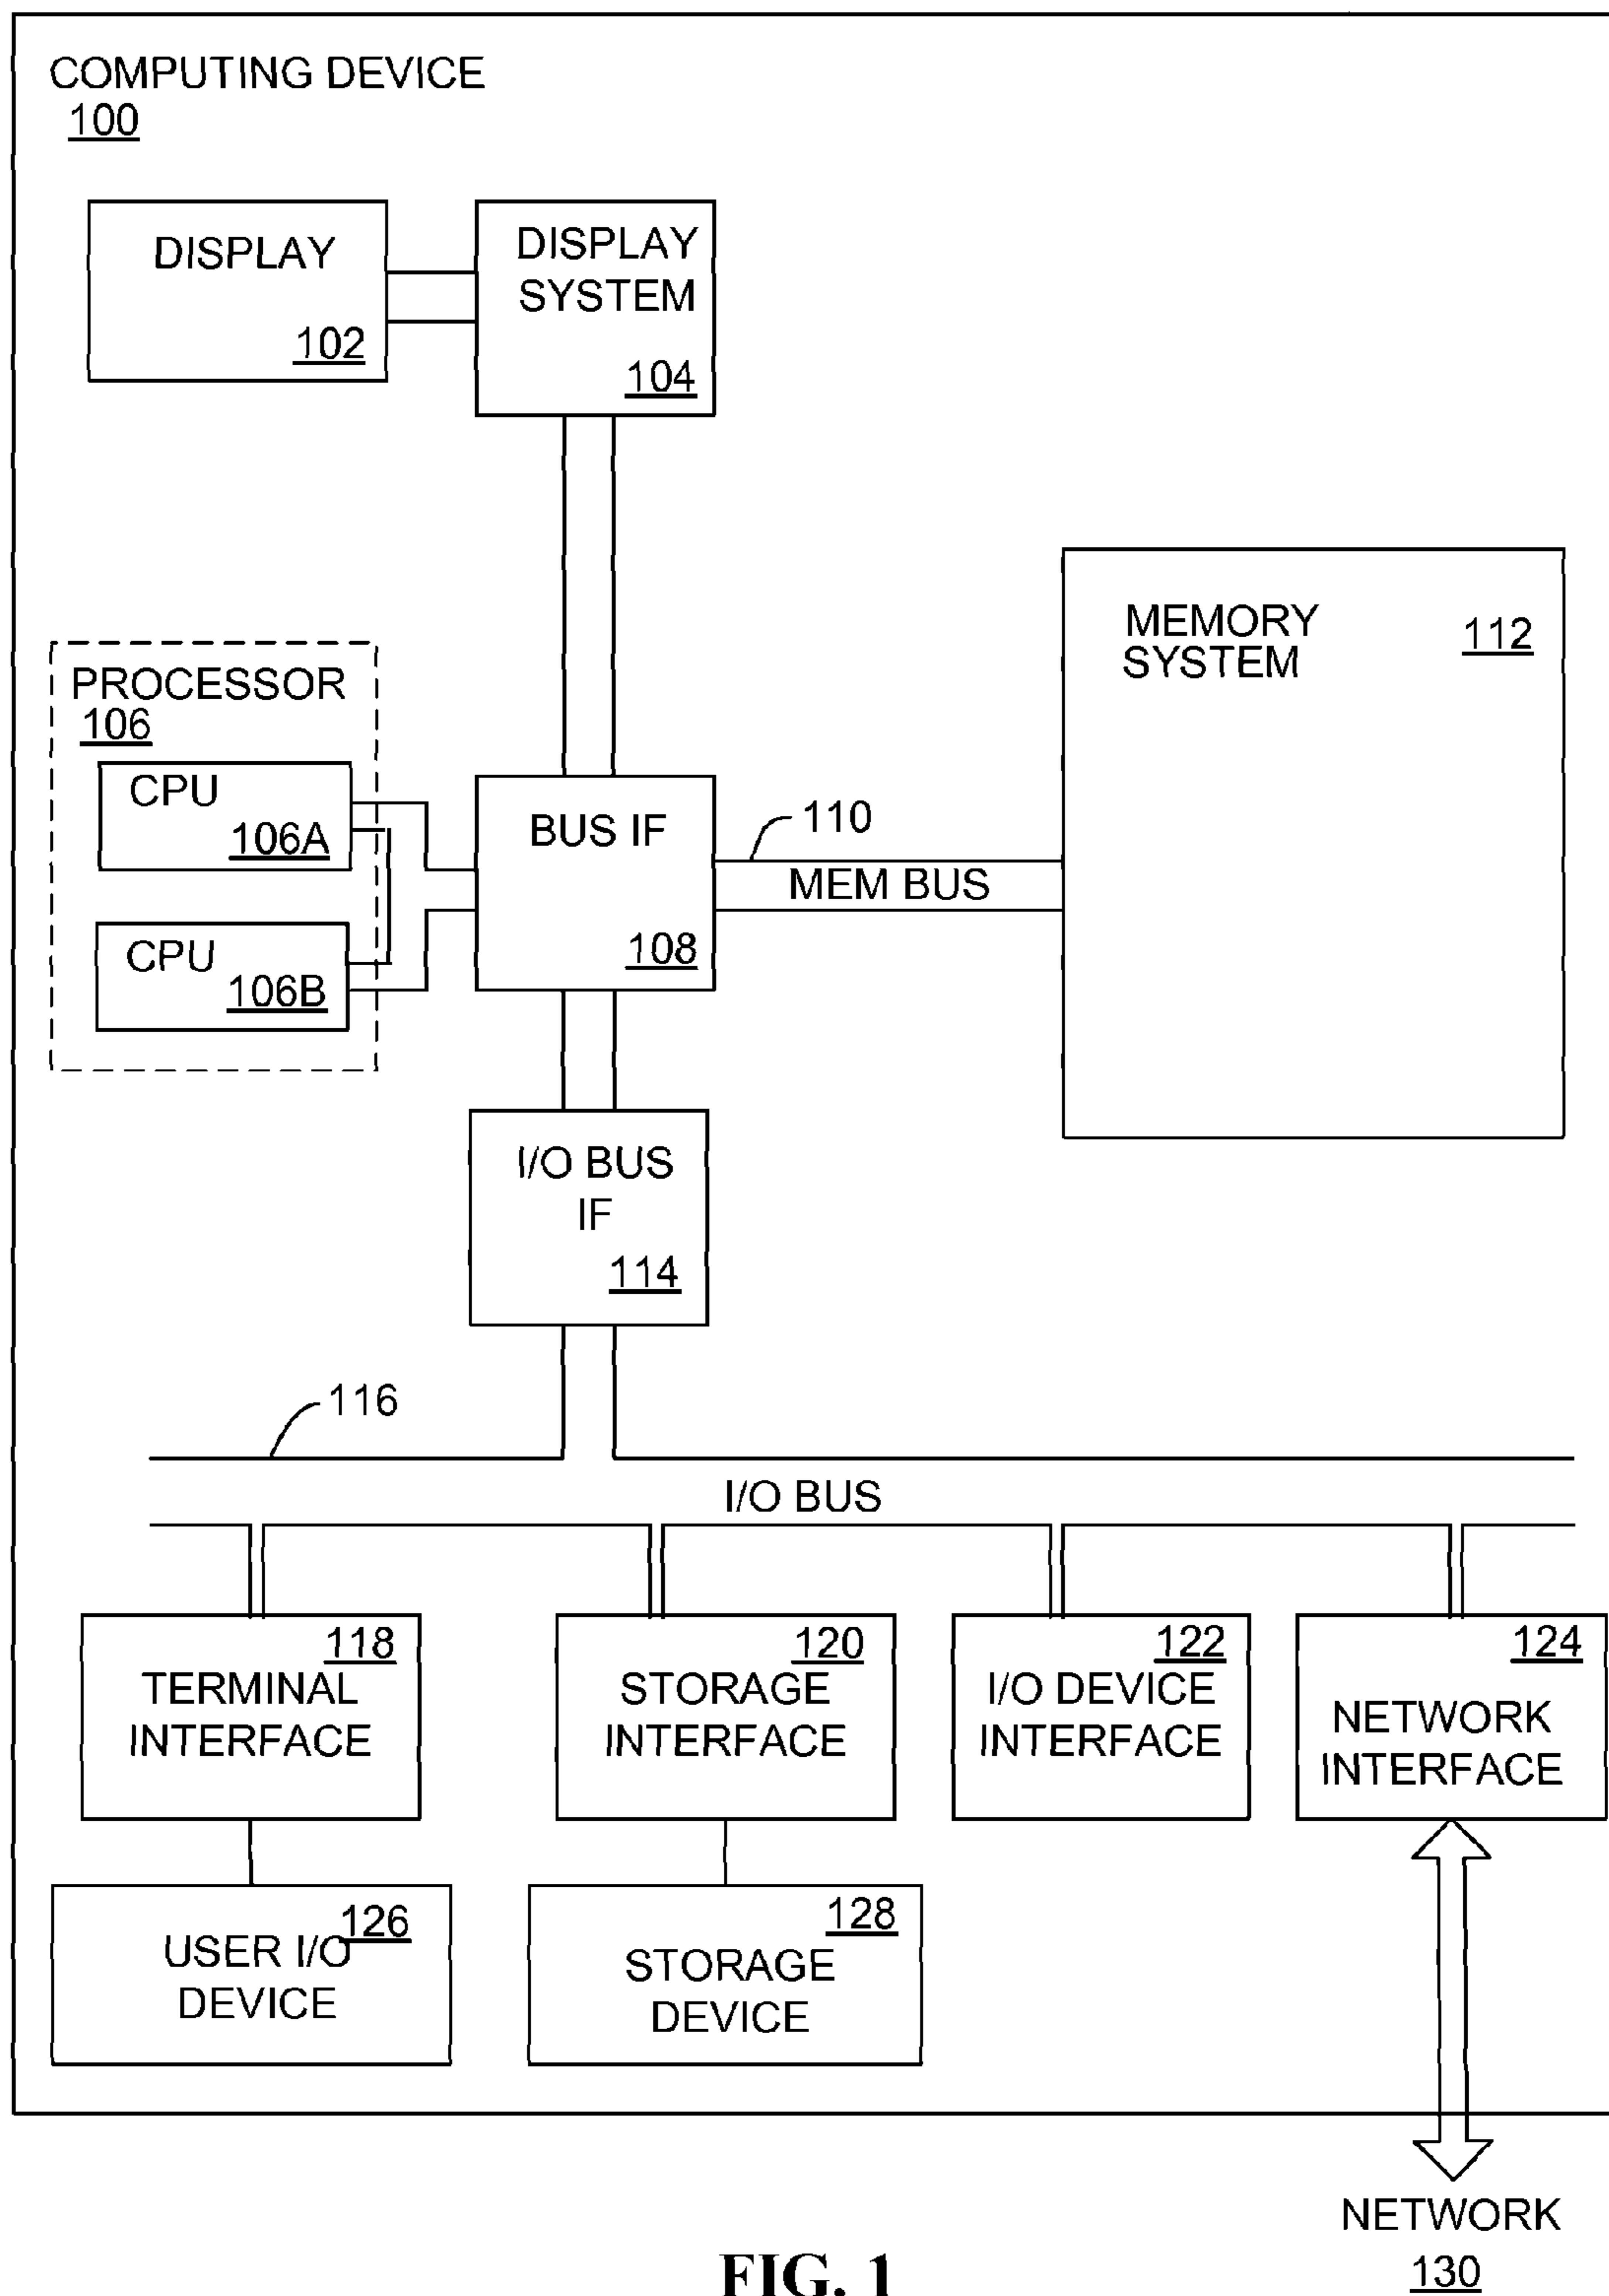 COMPUTING DEVICE
100
DISPLAY
102
DISPLAY
SYSTEM
104
MEMORY
SYSTEM
112
PROCESSOR
106
CPU
106A
CPU
106B
BUS IF
108
110
MEM BUS
I/O BUS
IF
114
116
I/O BUS
118
TERMINAL
INTERFACE
120
STORAGE
INTERFACE
122
I/O DEVICE
INTERFACE
124
NETWORK
INTERFACE
126
USER I/O
DEVICE
128
STORAGE
DEVICE
NETWORK
130
FIG. 1